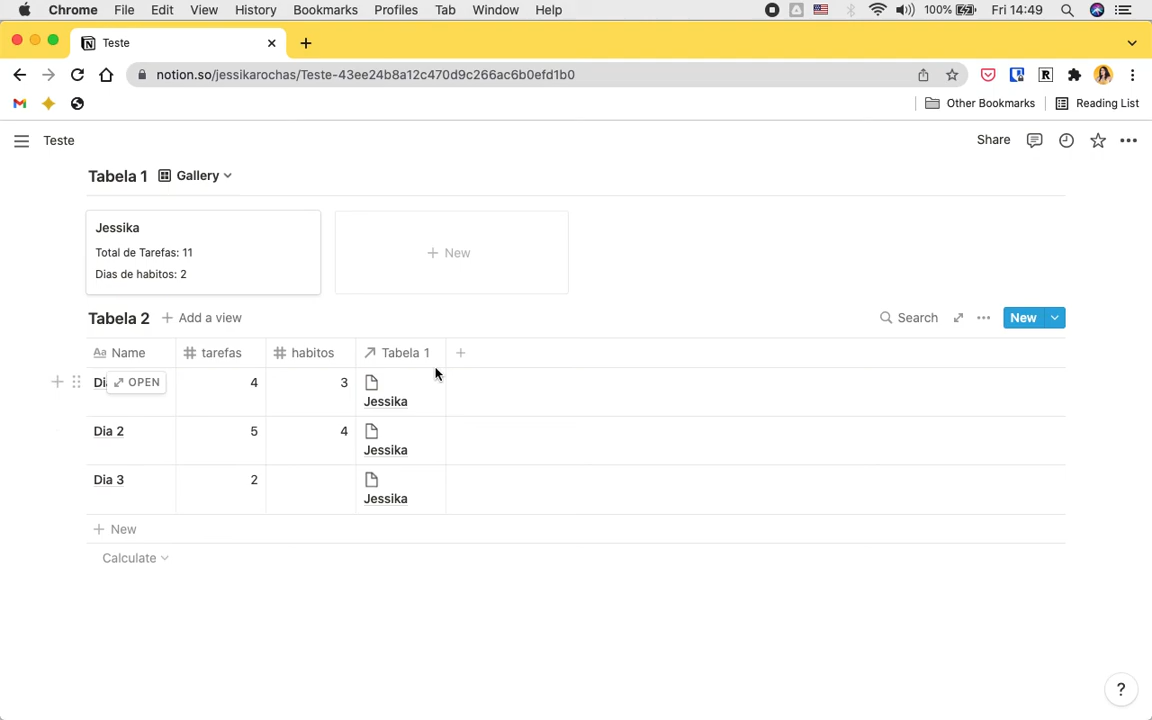 Chrome File Edit View History Bookmarks Profiles Tab Window Help 100% Fri 14:49
Teste
notion.so/jessikarochas/Teste-43ee24b8a12c470d9c266ac6b0efd1b0
Other Bookmarks Reading List
Teste Share
Tabela 1 Gallery
Jessika
Total de Tarefas: 11
Dias de habitos: 2
+ New
Tabela 2 + Add a view Search New
Aa Name # tarefas # habitos Tabela 1 +
Di OPEN 4 3
Jessika
Dia 2 5 4
Jessika
Dia 3 2
Jessika
+ New
Calculate
?